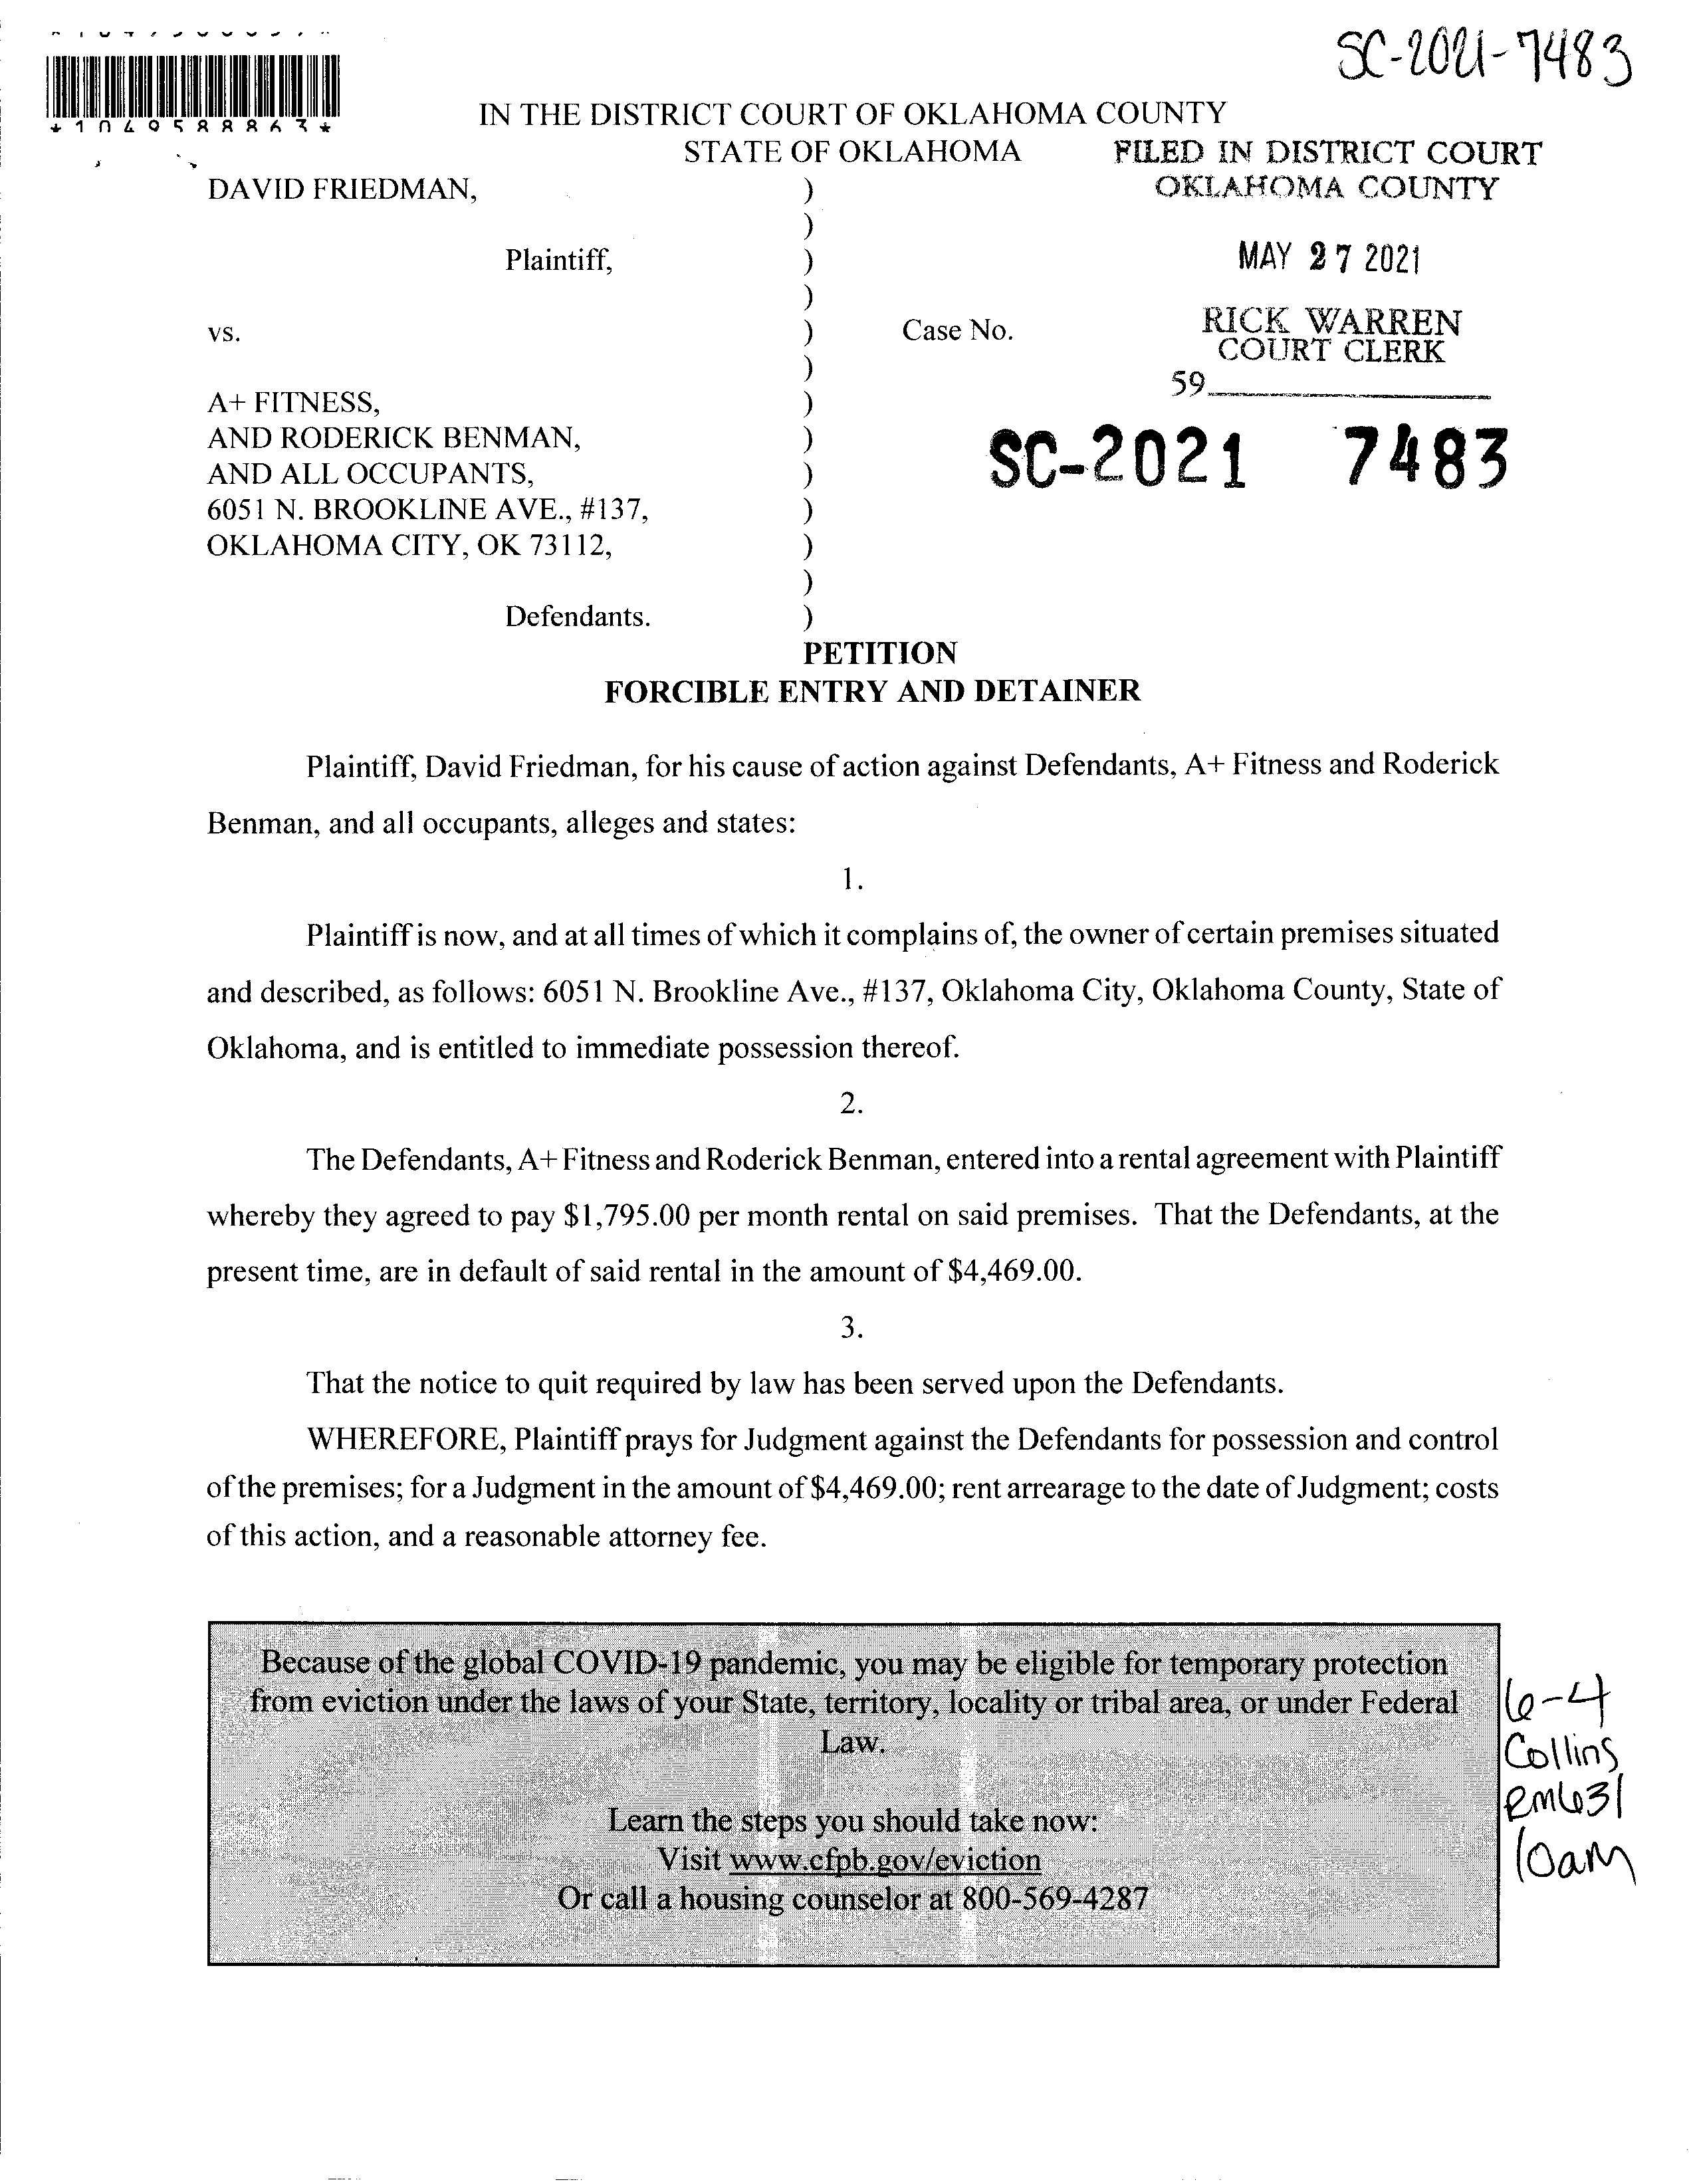 SC-2021-7483
*1049588863*
IN THE DISTRICT COURT OF OKLAHOMA COUNTY
STATE OF OKLAHOMA
FILED IN DISTRICT COURT
OKLAHOMA COUNTY
MAY 27 2021
RICK WARREN
COURT CLERK
59
DAVID FRIEDMAN, )
)
Plaintiff, )
)
vs. ) Case No.
)
A+ FITNESS, )
AND RODERICK BENMAN, )
AND ALL OCCUPANTS, )
6051 N. BROOKLINE AVE., #137, )
OKLAHOMA CITY, OK 73112, )
)
Defendants. )
SC-2021 7483
PETITION
FORCIBLE ENTRY AND DETAINER
Plaintiff, David Friedman, for his cause of action against Defendants, A+ Fitness and Roderick
Benman, and all occupants, alleges and states:
1.
Plaintiff is now, and at all times of which it complains of, the owner of certain premises situated
and described, as follows: 6051 N. Brookline Ave., #137, Oklahoma City, Oklahoma County, State of
Oklahoma, and is entitled to immediate possession thereof.
2.
The Defendants, A+ Fitness and Roderick Benman, entered into a rental agreement with Plaintiff
whereby they agreed to pay $1,795.00 per month rental on said premises. That the Defendants, at the
present time, are in default of said rental in the amount of $4,469.00.
3.
That the notice to quit required by law has been served upon the Defendants.
WHEREFORE, Plaintiff prays for Judgment against the Defendants for possession and control
of the premises; for a Judgment in the amount of $4,469.00; rent arrearage to the date of Judgment; costs
of this action, and a reasonable attorney fee.
Because of the global COVID-19 pandemic, you may be eligible for temporary protection
from eviction under the laws of your State, territory, locality or tribal area, or under Federal
Law.
Learn the steps you should take now:
Visit www.cfpb.gov/eviction
Or call a housing counselor at 800-569-4287
6-4
Collins
RM631
10am